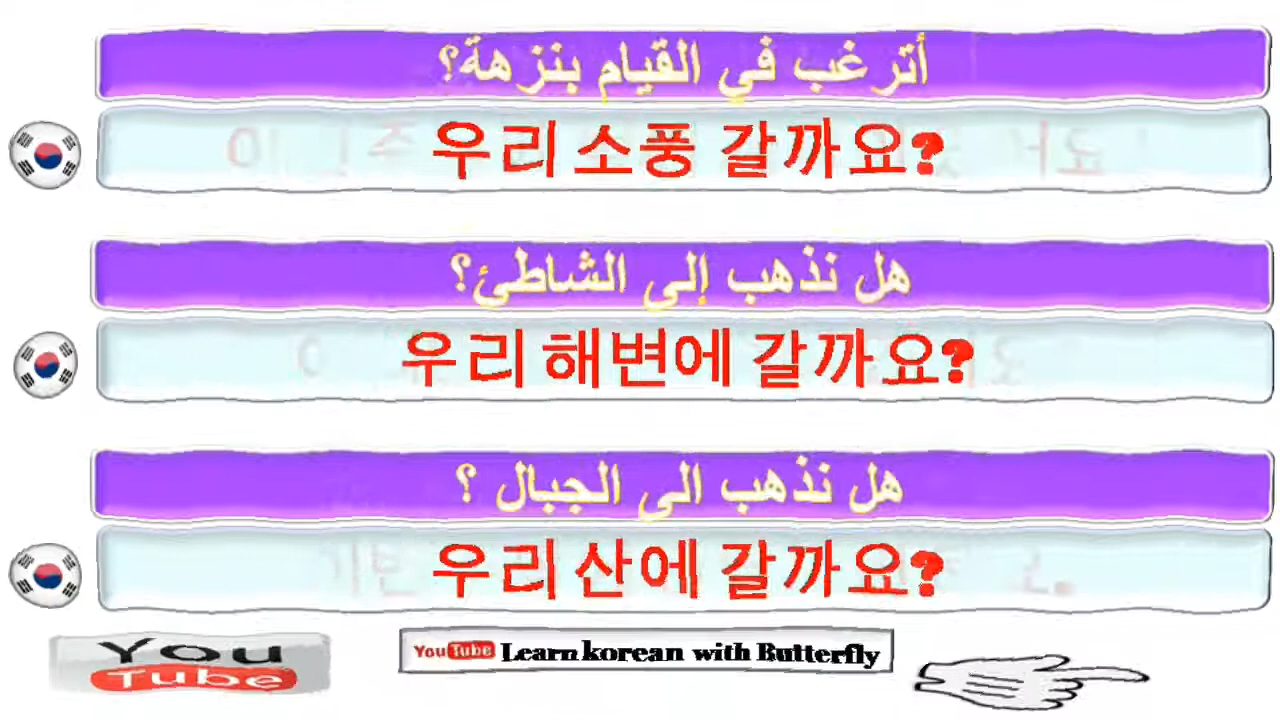 أترغب في القيام بنزهة؟
우리 소풍 갈까요?
هل نذهب إلى الشاطئ؟
우리 해변에 갈까요?
هل نذهب الى الجبال ؟
우리 산에 갈까요?
You
Tube
YouTube Learn korean with Butterfly